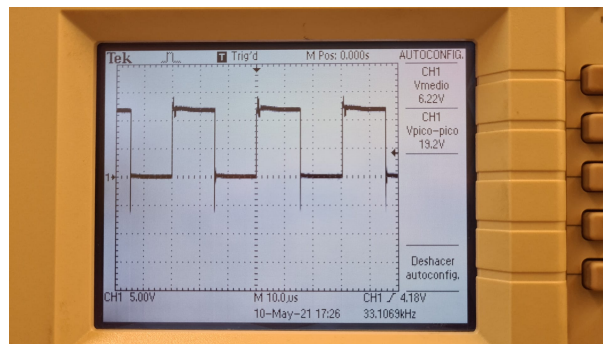 Tek T Trig'd M Pos: 0.000s AUTOCONFIG.
CH1
Vmedio
6.22V
CH1
Vpico-pico
19.2V
1
Deshacer
autoconfig.
CH1 5.00V M 10.0µs CH1 4.18V
10-May-21 17:26 33.1069kHz